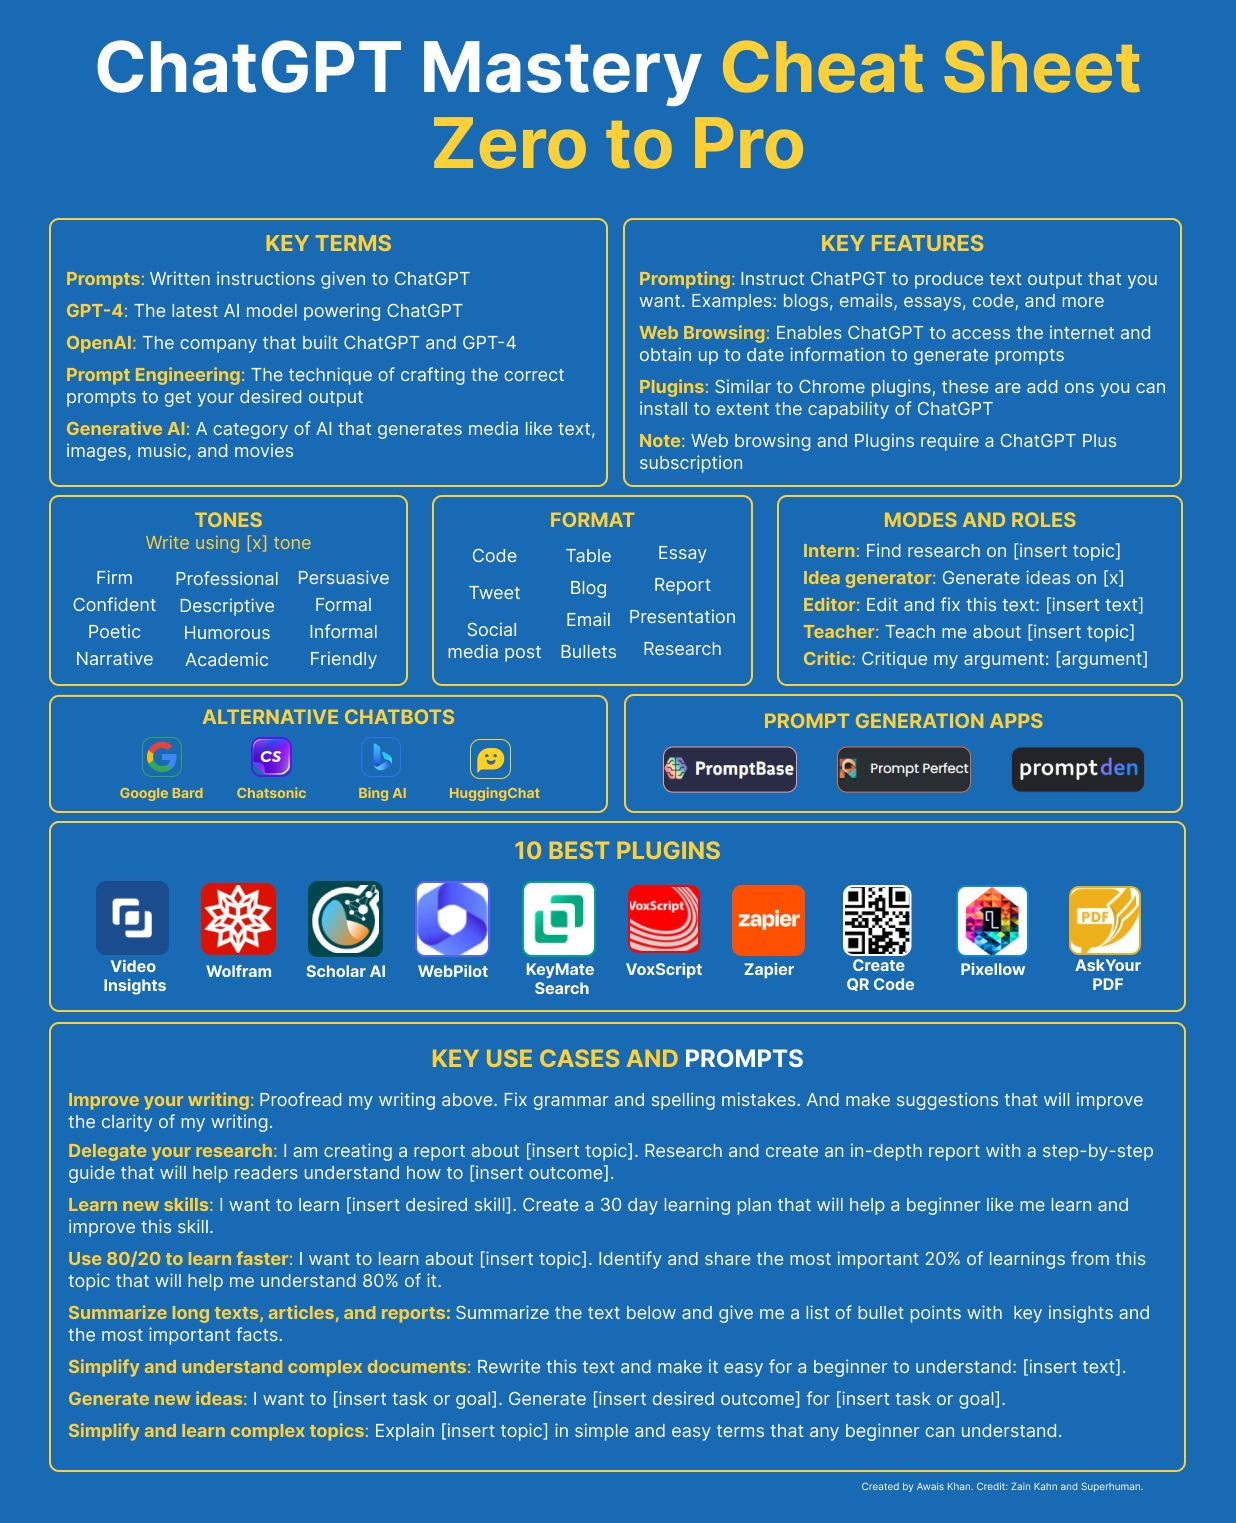 ChatGPT Mastery Cheat Sheet
Zero to Pro
KEY TERMS
Prompts: Written instructions given to ChatGPT
GPT-4: The latest AI model powering ChatGPT
OpenAI: The company that built ChatGPT and GPT-4
Prompt Engineering: The technique of crafting the correct
prompts to get your desired output
Generative AI: A category of AI that generates media like text,
images, music, and movies
KEY FEATURES
Prompting: Instruct ChatPGT to produce text output that you
want. Examples: blogs, emails, essays, code, and more
Web Browsing: Enables ChatGPT to access the internet and
obtain up to date information to generate prompts
Plugins: Similar to Chrome plugins, these are add ons you can
install to extent the capability of ChatGPT
Note: Web browsing and Plugins require a ChatGPT Plus
subscription
TONES
Write using [x] tone
Firm
Confident
Poetic
Narrative
Professional
Descriptive
Humorous
Academic
Persuasive
Formal
Informal
Friendly
FORMAT
Code
Tweet
Social
media post
Table
Blog
Email
Bullets
Essay
Report
Presentation
Research
MODES AND ROLES
Intern: Find research on [insert topic]
Idea generator: Generate ideas on [x]
Editor: Edit and fix this text: [insert text]
Teacher: Teach me about [insert topic]
Critic: Critique my argument: [argument]
ALTERNATIVE CHATBOTS
Google Bard
CS
Chatsonic
Bing AI
HuggingChat
PROMPT GENERATION APPS
PromptBase
Prompt Perfect
promptden
10 BEST PLUGINS
Video
Insights
Wolfram
Scholar AI
WebPilot
KeyMate
Search
VoxScript
VoxScript
zapier
Zapier
Create
QR Code
Pixellow
PDF
AskYour
PDF
KEY USE CASES AND PROMPTS
Improve your writing: Proofread my writing above. Fix grammar and spelling mistakes. And make suggestions that will improve
the clarity of my writing.
Delegate your research: I am creating a report about [insert topic]. Research and create an in-depth report with a step-by-step
guide that will help readers understand how to [insert outcome].
Learn new skills: I want to learn [insert desired skill]. Create a 30 day learning plan that will help a beginner like me learn and
improve this skill.
Use 80/20 to learn faster: I want to learn about [insert topic]. Identify and share the most important 20% of learnings from this
topic that will help me understand 80% of it.
Summarize long texts, articles, and reports: Summarize the text below and give me a list of bullet points with key insights and
the most important facts.
Simplify and understand complex documents: Rewrite this text and make it easy for a beginner to understand: [insert text].
Generate new ideas: I want to [insert task or goal]. Generate [insert desired outcome] for [insert task or goal].
Simplify and learn complex topics: Explain [insert topic] in simple and easy terms that any beginner can understand.
Created by Awais Khan. Credit: Zain Kahn and Superhuman.